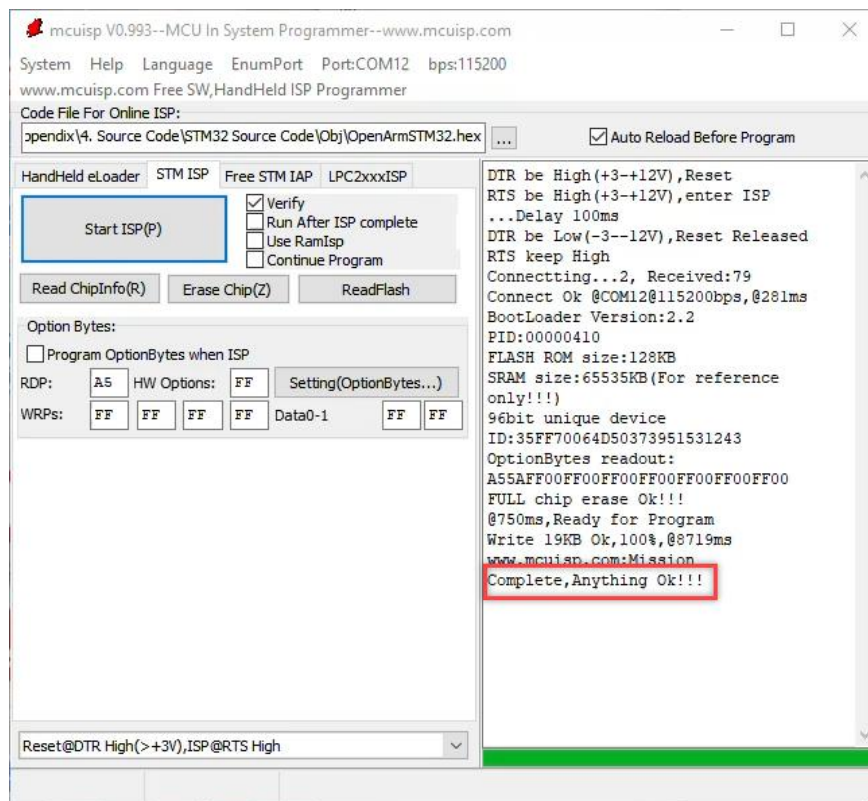 mcuisp V0.993--MCU In System Programmer--www.mcuisp.com
System Help Language EnumPort Port:COM12 bps:115200
www.mcuisp.com Free SW,HandHeld ISP Programmer
Code File For Online ISP:
ppendix\4. Source Code\STM32 Source Code\Obj\OpenArmSTM32.hex ... Auto Reload Before Program
HandHeld eLoader STM ISP Free STM IAP LPC2xxxISP
Start ISP(P)
Verify
Run After ISP complete
Use RamIsp
Continue Program
Read ChipInfo(R) Erase Chip(Z) ReadFlash
Option Bytes:
Program OptionBytes when ISP
RDP: A5 HW Options: FF Setting(OptionBytes...)
WRPs: FF FF FF FF Data0-1 FF FF
Reset@DTR High(>+3V),ISP@RTS High
DTR be High(+3-+12V),Reset
RTS be High(+3-+12V),enter ISP
...Delay 100ms
DTR be Low(-3--12V),Reset Released
RTS keep High
Connectting...2, Received:79
Connect Ok @COM12@115200bps,@281ms
BootLoader Version:2.2
PID:00000410
FLASH ROM size:128KB
SRAM size:65535KB(For reference
only!!!)
96bit unique device
ID:35FF70064D50373951531243
OptionBytes readout:
A55AFF00FF00FF00FF00FF00FF00FF00
FULL chip erase Ok!!!
@750ms,Ready for Program
Write 19KB Ok,100%,@8719ms
www.mcuisp.com:Mission
Complete,Anything Ok!!!